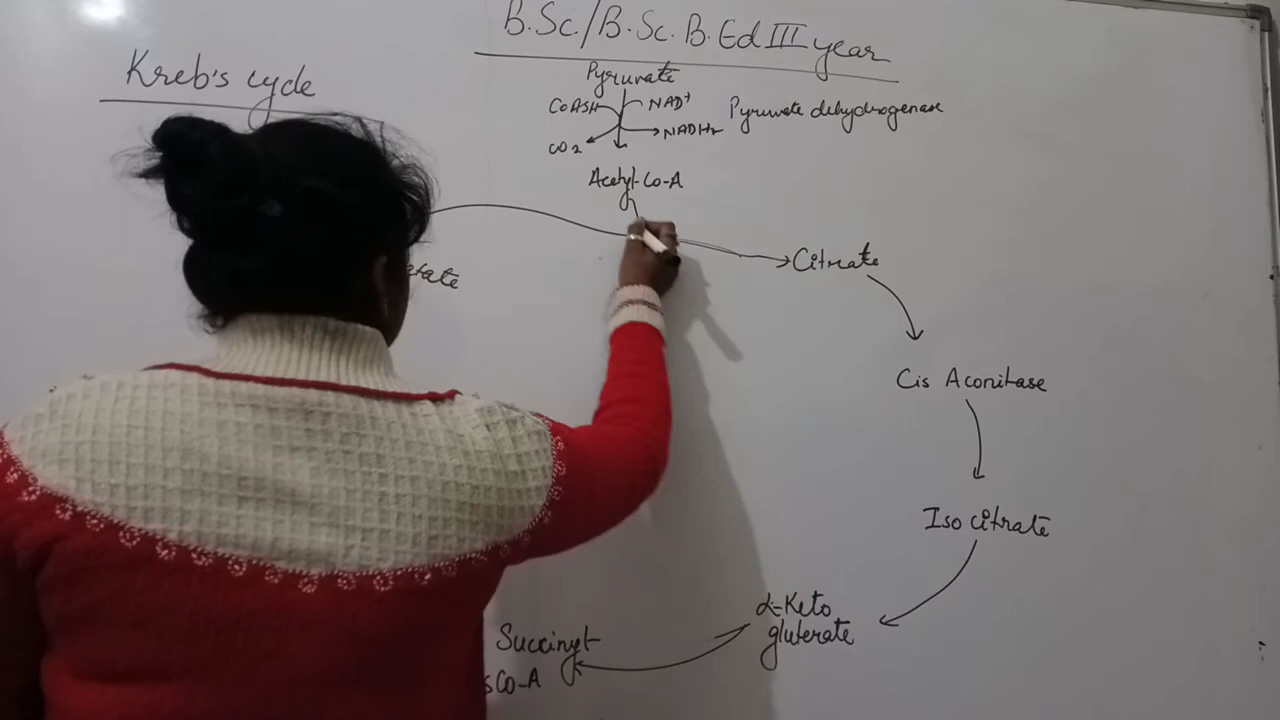 B.Sc./B.Sc. B.Ed III year
Kreb's cycle
Pyruvate
CoASH NAD+ Pyruvate dehydrogenase
CO2 NADH2
Acetyl-Co-A
Citrate
Cis Aconitase
Iso citrate
α-Keto
gluterate
Succinyl
sCo-A